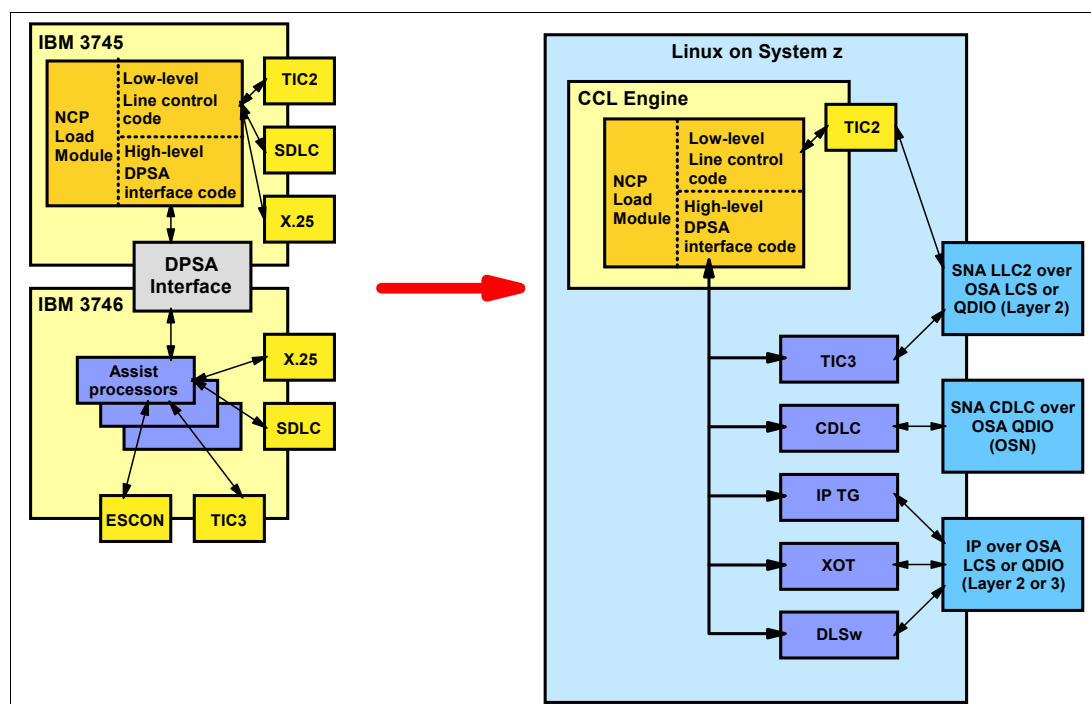 IBM 3745
NCP
Load
Module
Low-level
Line control
code
High-level
DPSA
interface code
TIC2
SDLC
X.25
DPSA
Interface
IBM 3746
Assist
processors
X.25
SDLC
ESCON
TIC3
Linux on System z
CCL Engine
NCP
Load
Module
Low-level
Line control
code
High-level
DPSA
interface code
TIC2
SNA LLC2 over
OSA LCS or
QDIO (Layer 2)
TIC3
CDLC
SNA CDLC over
OSA QDIO
(OSN)
IP TG
XOT
IP over OSA
LCS or QDIO
(Layer 2 or 3)
DLSw